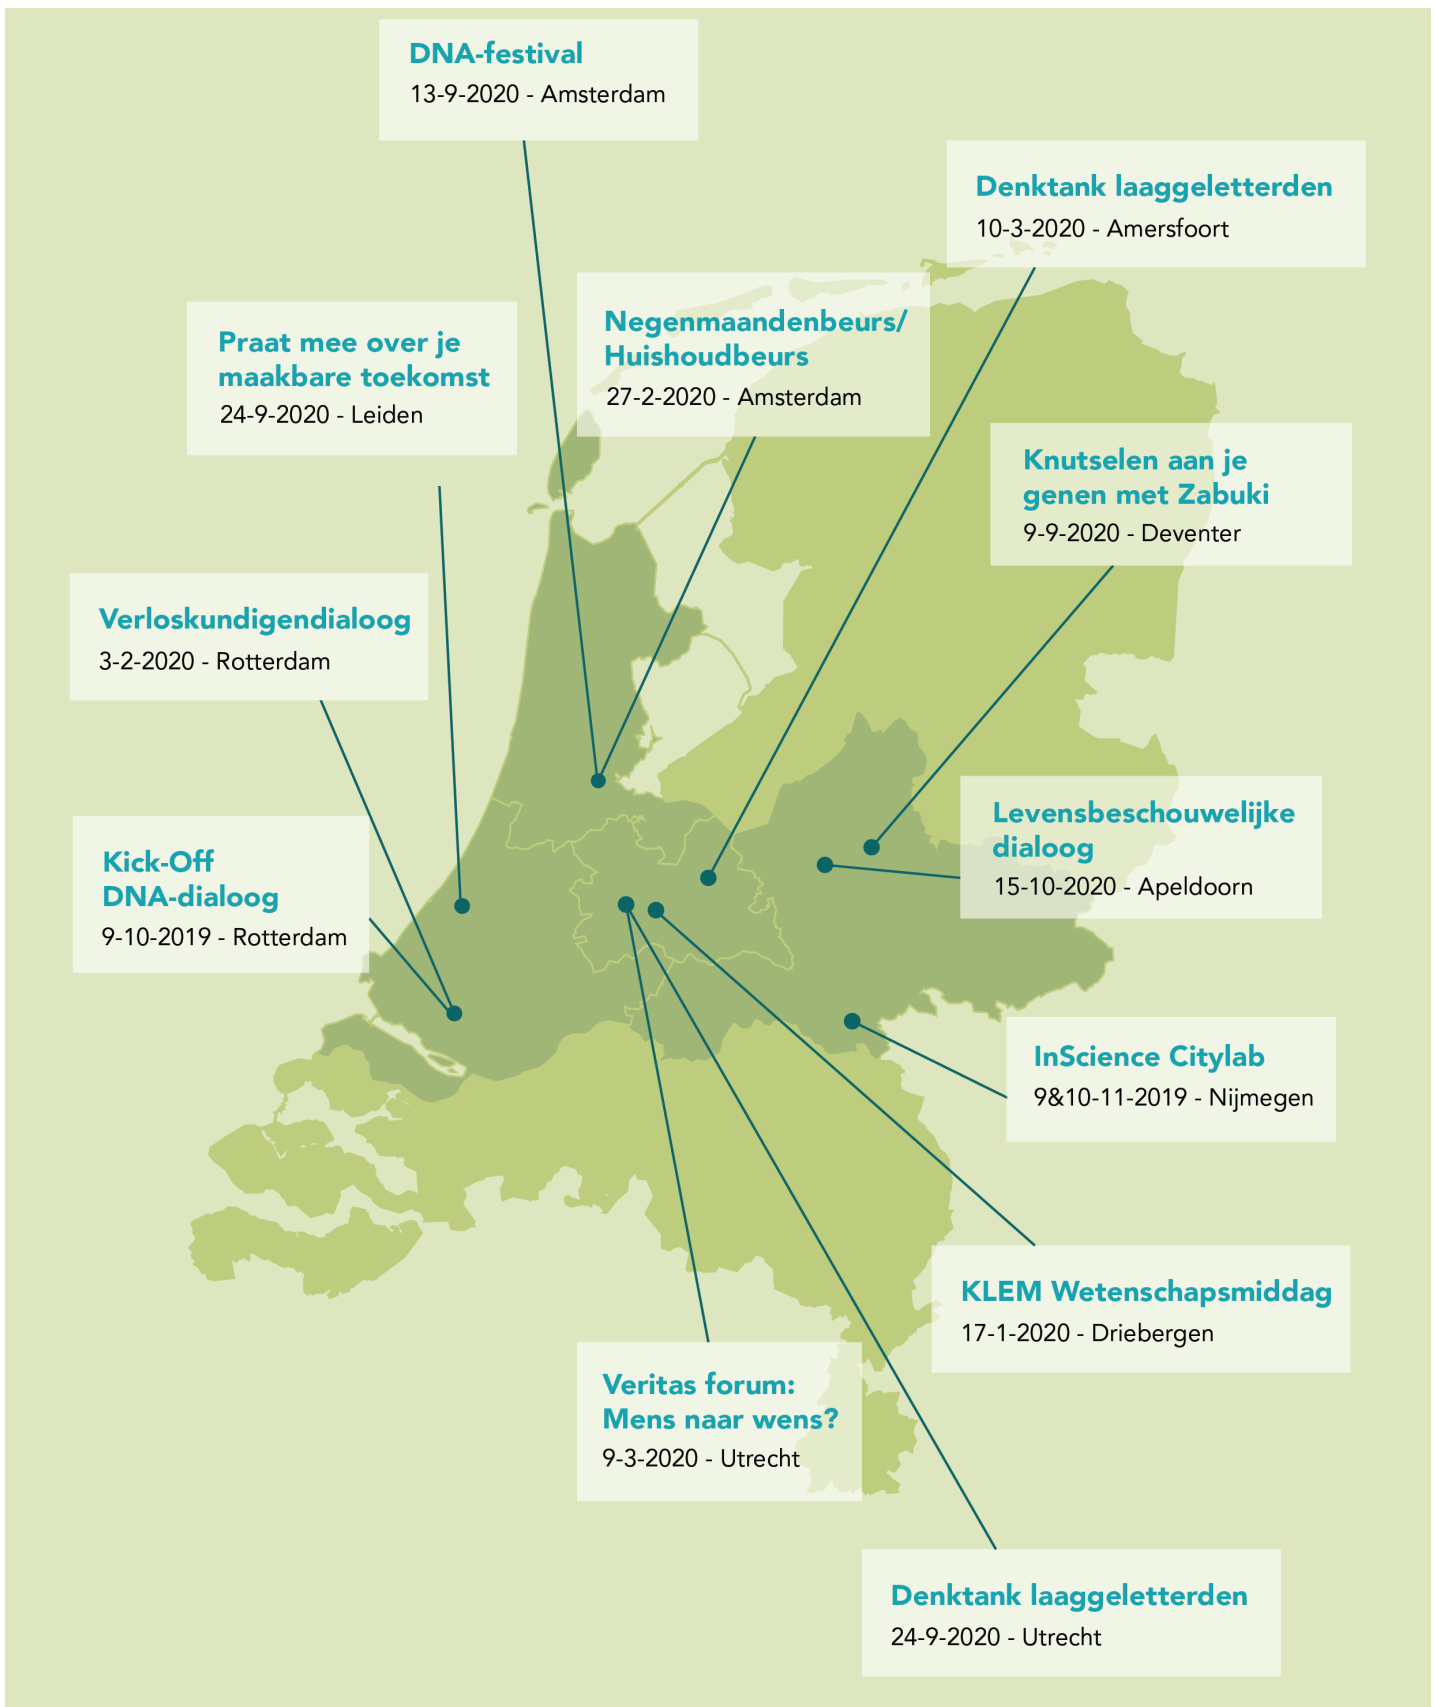 DNA-festival
13-9-2020 - Amsterdam
Denktank laaggeletterden
10-3-2020 - Amersfoort
Negenmaandenbeurs/
Huishoudbeurs
27-2-2020 - Amsterdam
Praat mee over je
maakbare toekomst
24-9-2020 - Leiden
Knutselen aan je
genen met Zabuki
9-9-2020 - Deventer
Verloskundigendialoog
3-2-2020 - Rotterdam
Levensbeschouwelijke
dialoog
15-10-2020 - Apeldoorn
Kick-Off
DNA-dialoog
9-10-2019 - Rotterdam
InScience Citylab
9&10-11-2019 - Nijmegen
KLEM Wetenschapsmiddag
17-1-2020 - Driebergen
Veritas forum:
Mens naar wens?
9-3-2020 - Utrecht
Denktank laaggeletterden
24-9-2020 - Utrecht